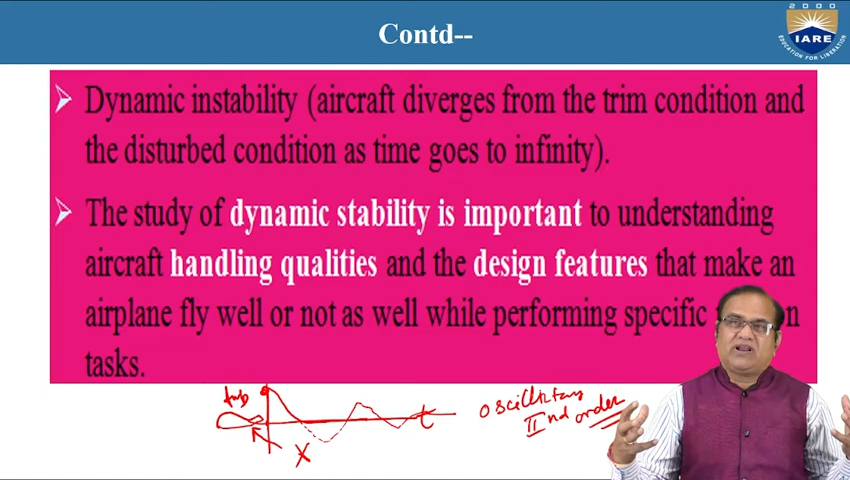 Contd--
2000
IARE
EDUCATION FOR LIBERATION
Dynamic instability (aircraft diverges from the trim condition and
the disturbed condition as time goes to infinity).
The study of dynamic stability is important to understanding
aircraft handling qualities and the design features that make an
airplane fly well or not as well while performing specific
tasks.
t
X
IInd order